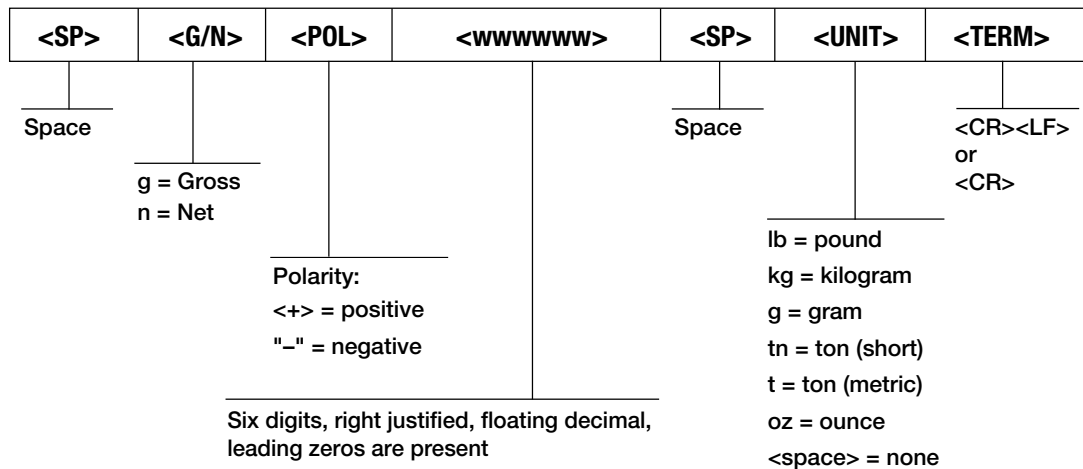 <SP> <G/N> <POL> <wwwwww> <SP> <UNIT> <TERM>
Space
g = Gross
n = Net
Polarity:
<+> = positive
"–" = negative
Six digits, right justified, floating decimal,
leading zeros are present
Space
lb = pound
kg = kilogram
g = gram
tn = ton (short)
t = ton (metric)
oz = ounce
<space> = none
<CR><LF>
or
<CR>